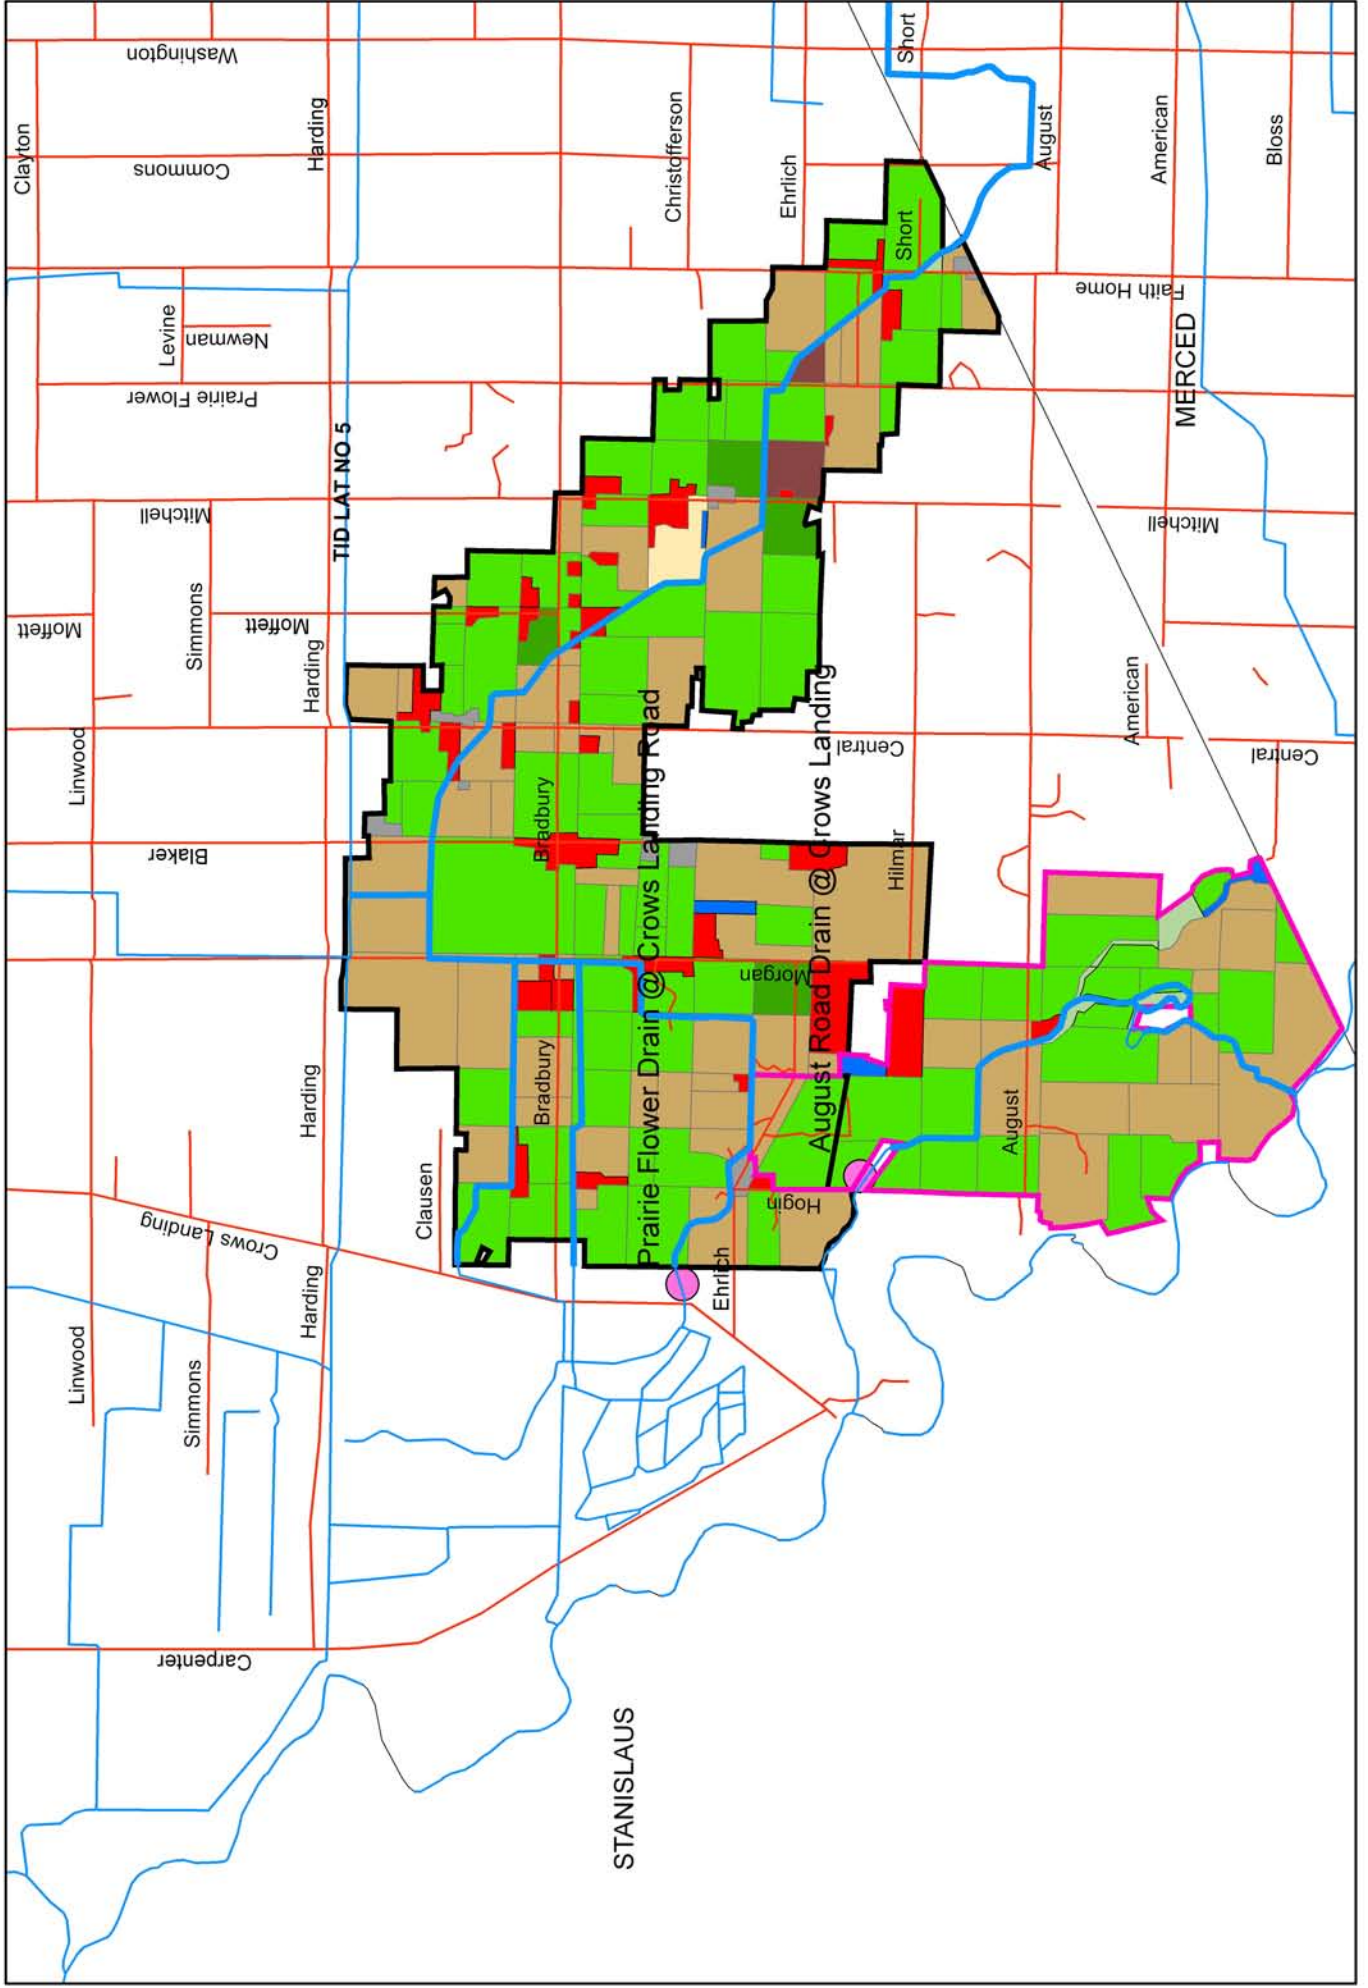 Washington
Short
Harding
Christofferson
August
American
Bloss
Clayton
Commons
Ehrlich
Short
Faith Home
Levine
Newman
MERCED
Prairie Flower
TID LAT NO 5
Mitchell
Mitchell
Simmons
Moffett
Moffett
Harding
American
Linwood
Central
Central
Bradbury
Blaker
Hilmar
Prairie Flower Drain @ Crows Landing Road
August Road Drain @ Crows Landing
Morgan
Harding
Bradbury
August
Clausen
Hogin
Crows Landing
Ehrlich
Harding
Linwood
Simmons
Carpenter
STANISLAUS